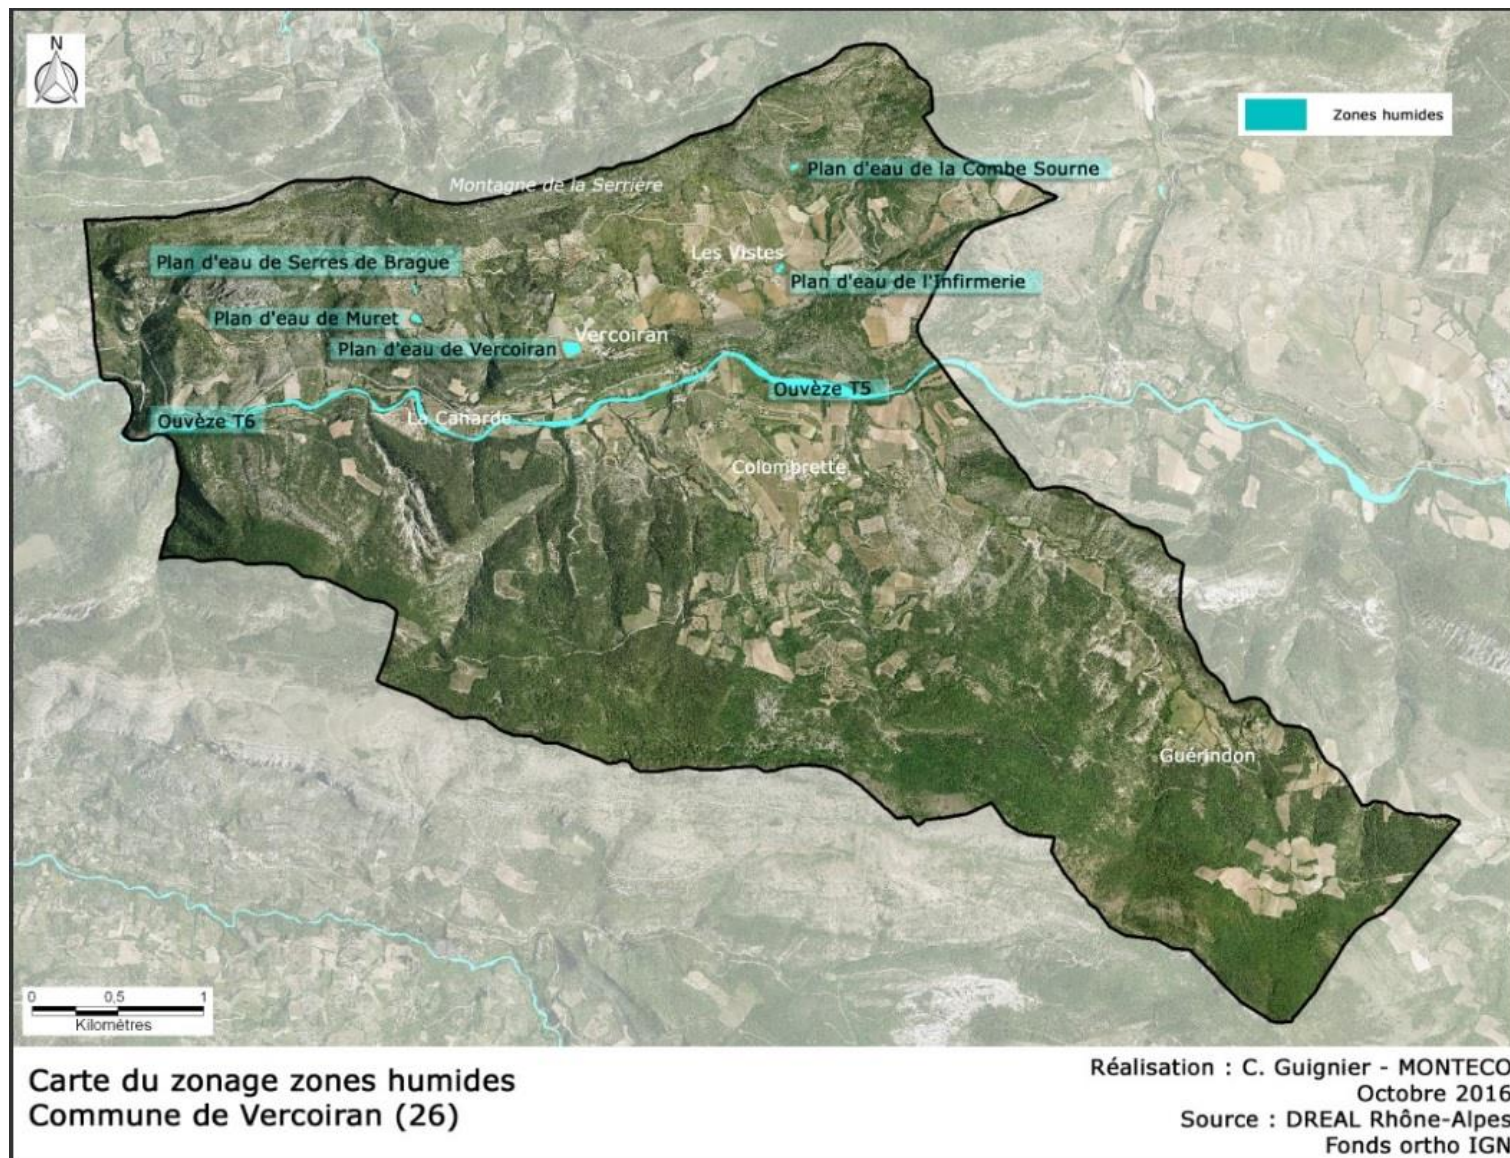 N
Zones humides
Plan d'eau de la Combe Sourne
Montagne de la Serrière
Les Vistes
Plan d'eau de Serres de Brague
Plan d'eau de l'Infirmerie
Plan d'eau de Muret
Vercoiran
Plan d'eau de Vercoiran
Ouvèze T5
La Canarde
Ouvèze T6
Colombrette
Guérindon
0 0,5 1
Kilomètres
Carte du zonage zones humides
Commune de Vercoiran (26)
Réalisation : C. Guignier - MONTECO
Octobre 2016
Source : DREAL Rhône-Alpes
Fonds ortho IGN